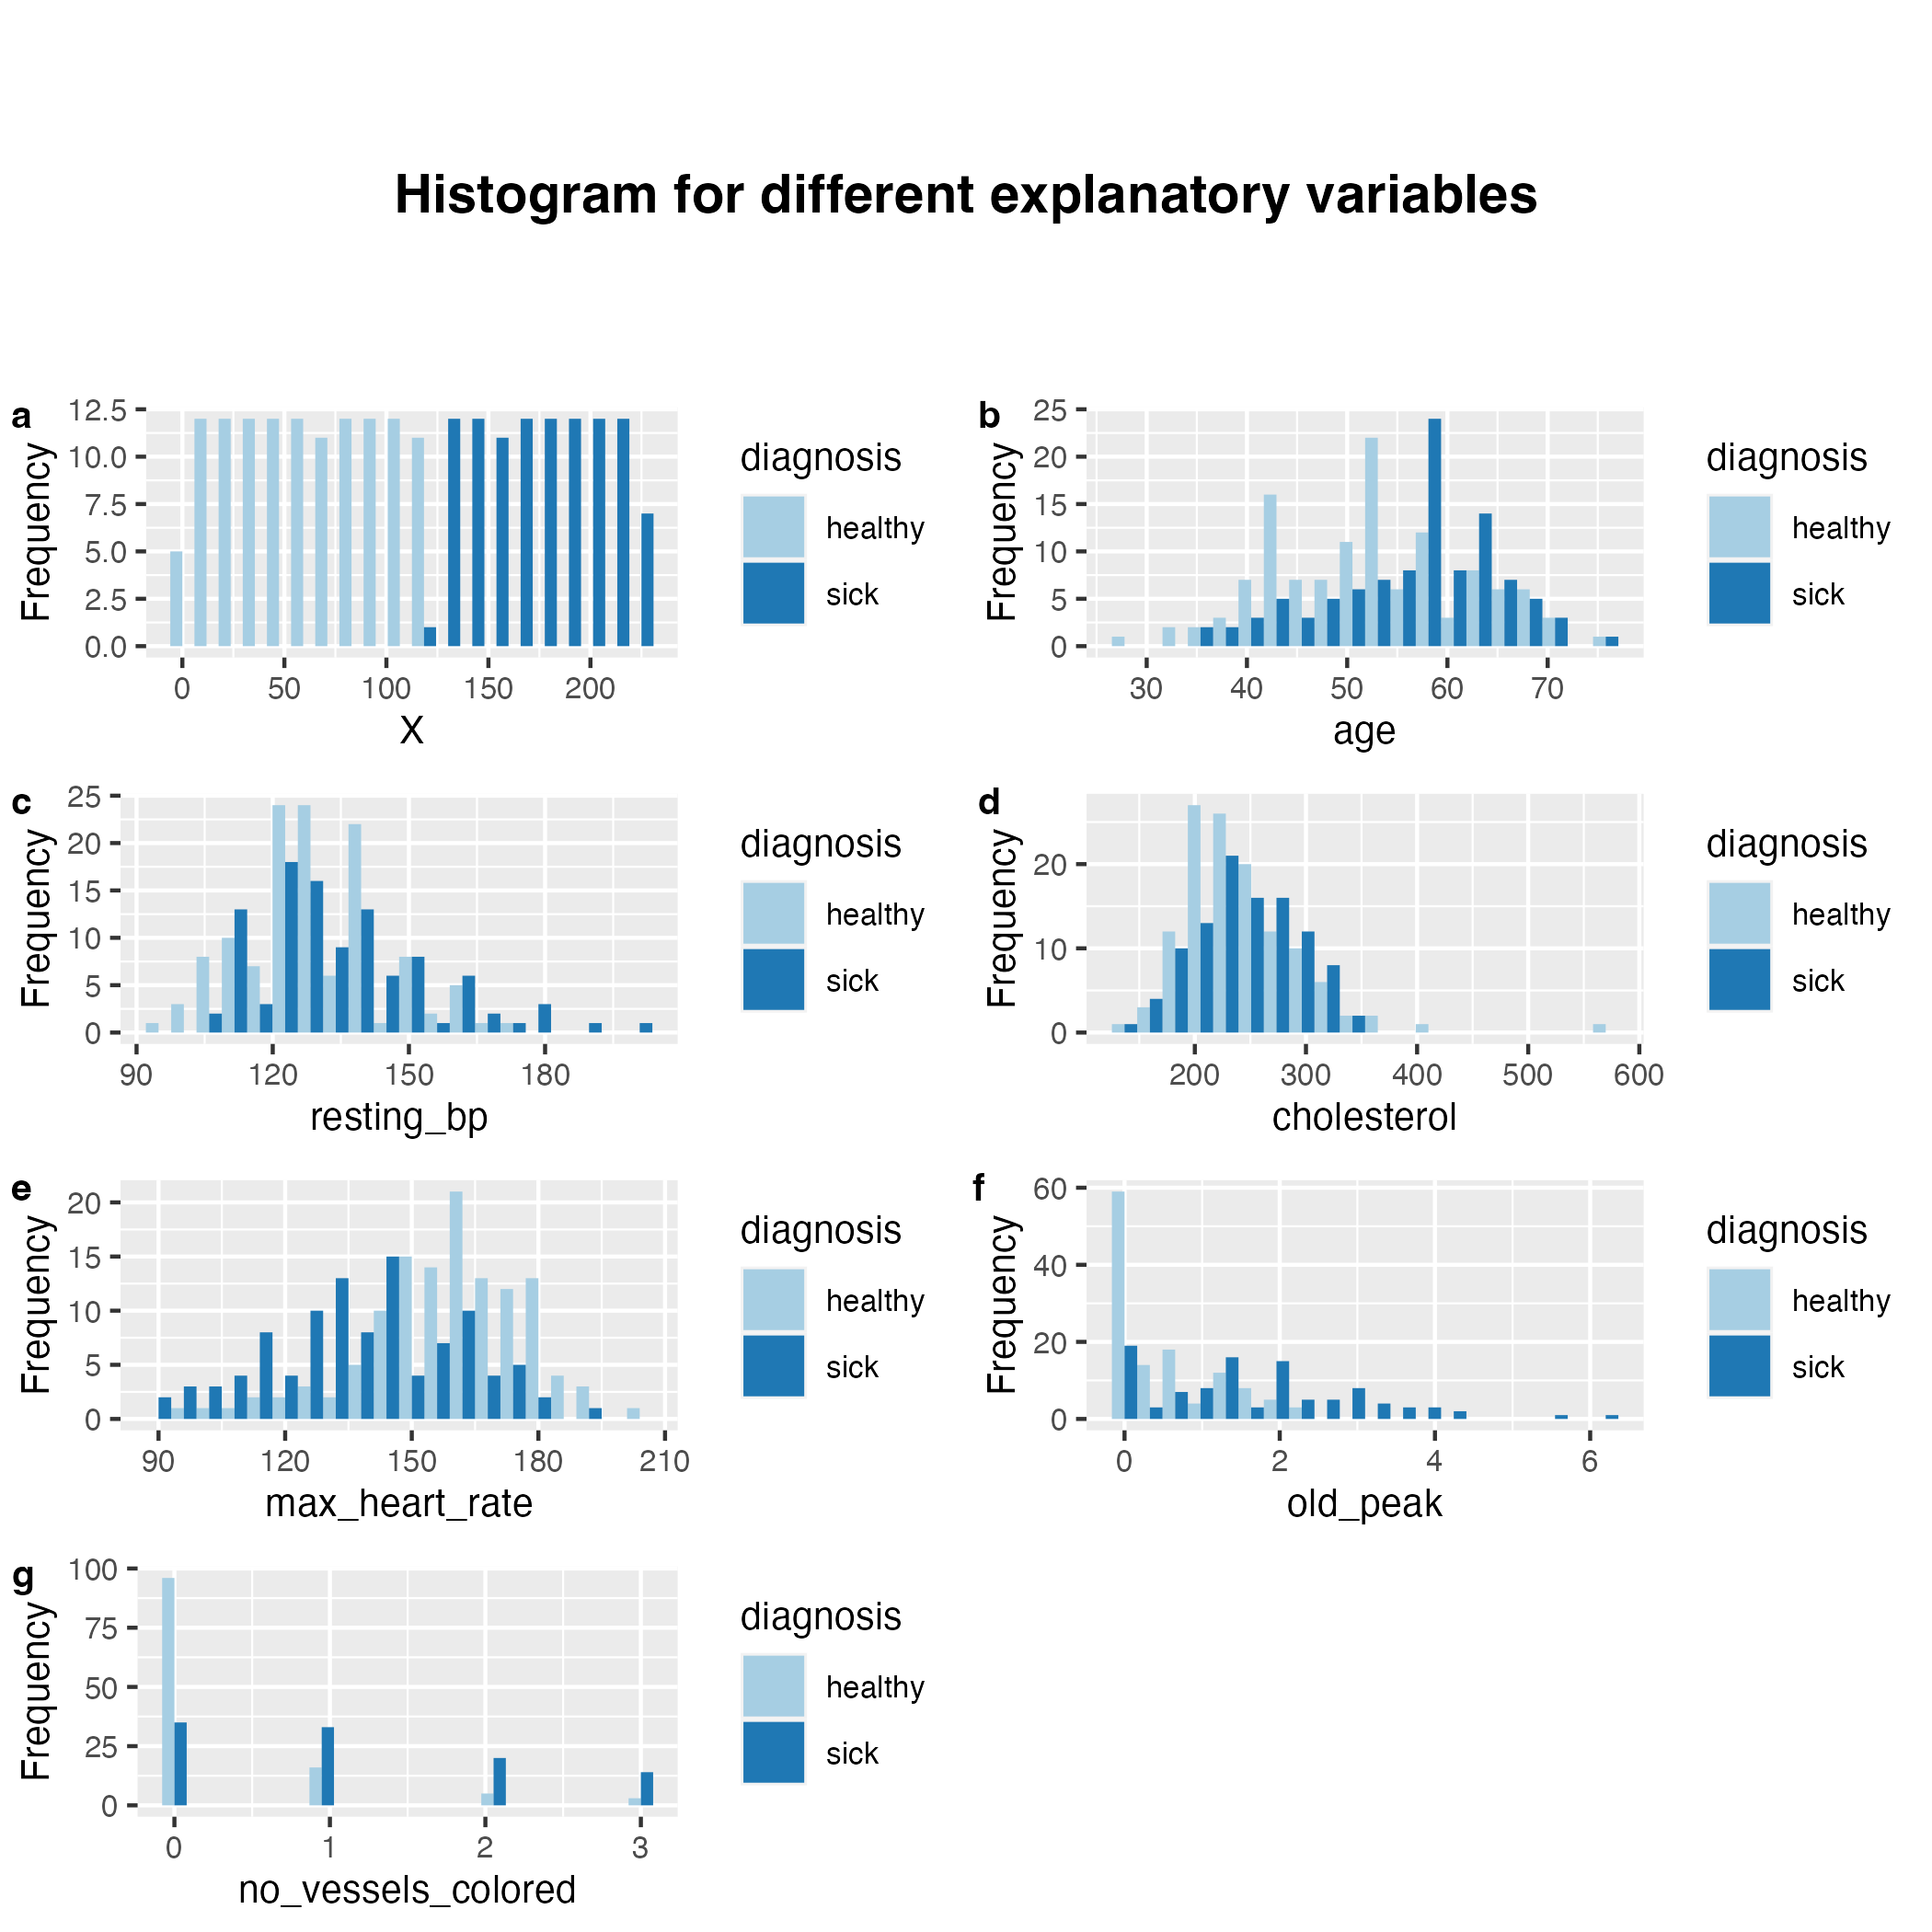 Histogram for different explanatory variables
a
12.5
10.0
7.5
5.0
2.5
0.0
Frequency
0 50 100 150 200
X
diagnosis
healthy
sick
b
25
20
15
10
5
0
Frequency
30 40 50 60 70
age
diagnosis
healthy
sick
c
25
20
15
10
5
0
Frequency
90 120 150 180
resting_bp
diagnosis
healthy
sick
d
20
10
0
Frequency
200 300 400 500 600
cholesterol
diagnosis
healthy
sick
e
20
15
10
5
0
Frequency
90 120 150 180 210
max_heart_rate
diagnosis
healthy
sick
f
60
40
20
0
Frequency
0 2 4 6
old_peak
diagnosis
healthy
sick
g
100
75
50
25
0
Frequency
0 1 2 3
no_vessels_colored
diagnosis
healthy
sick